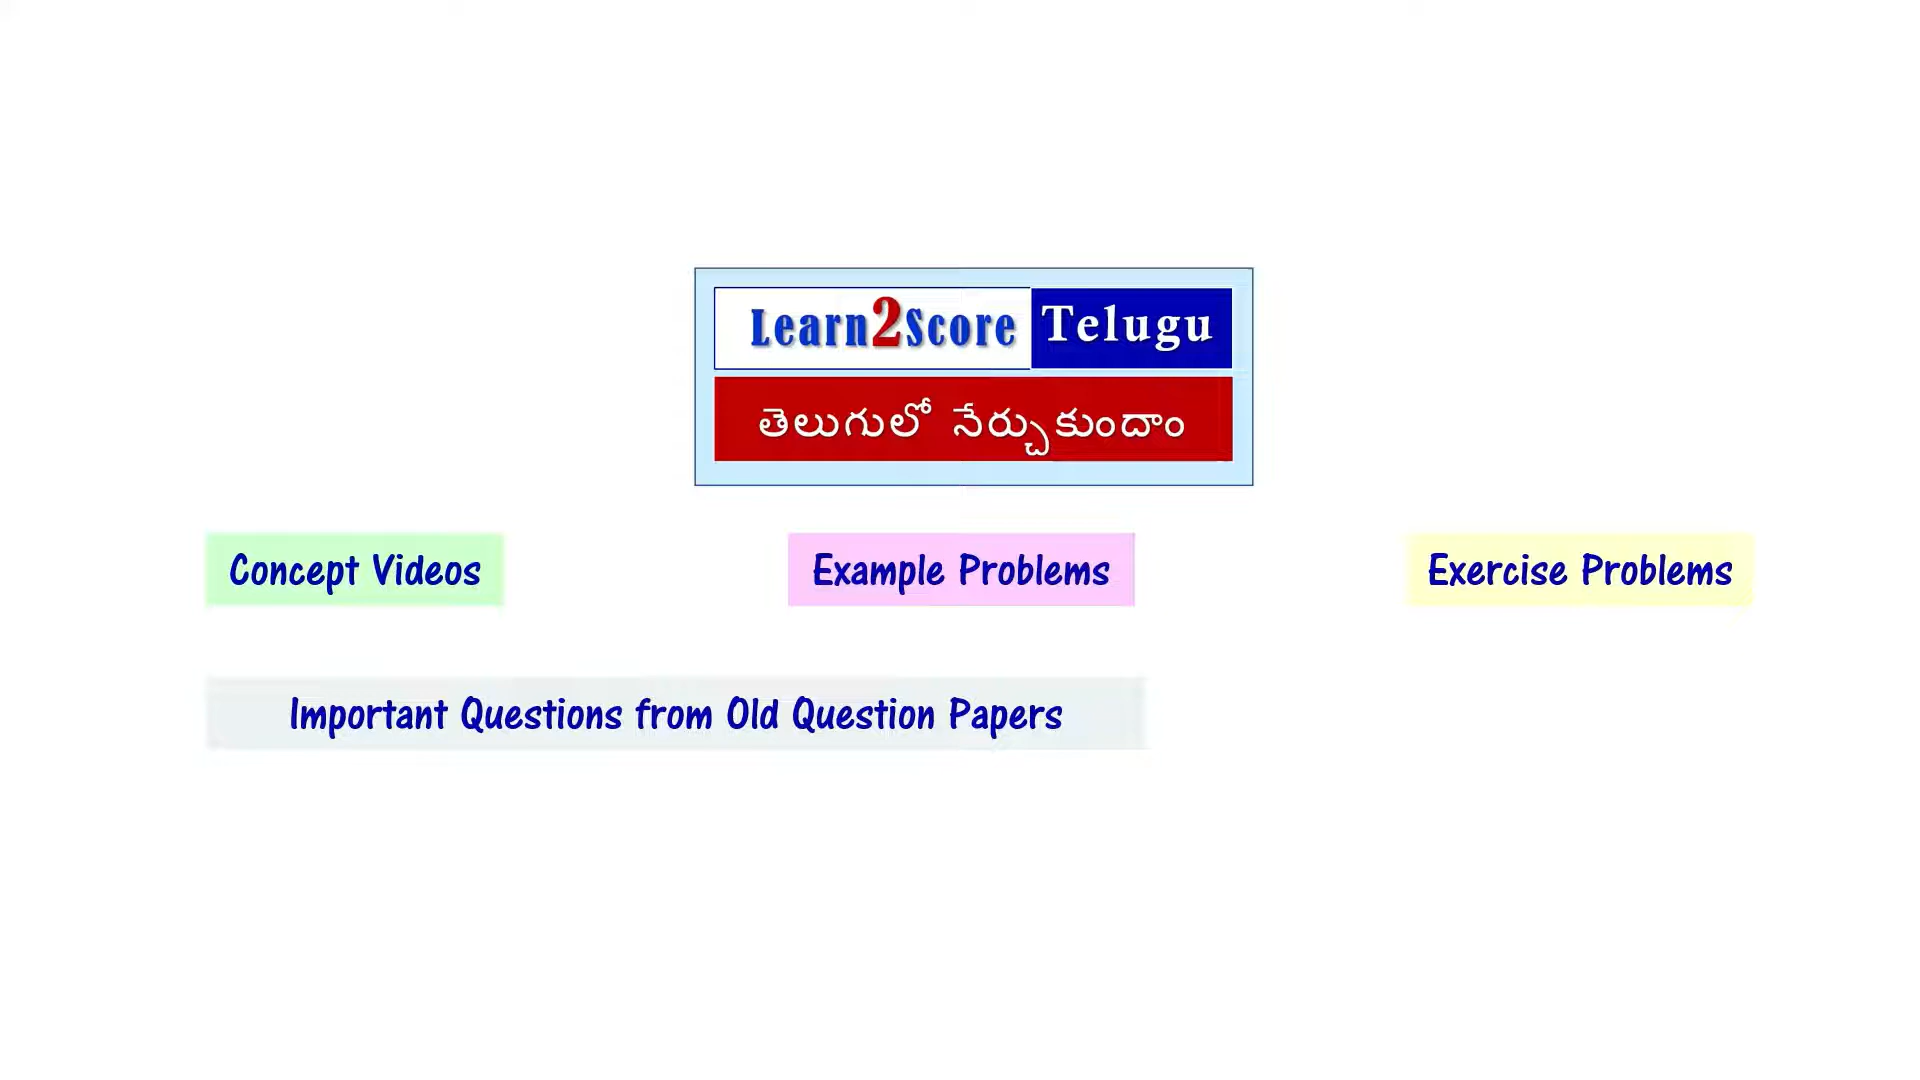 Learn2Score Telugu
తెలుగులో నేర్చుకుందాం
Concept Videos
Example Problems
Exercise Problems
Important Questions from Old Question Papers